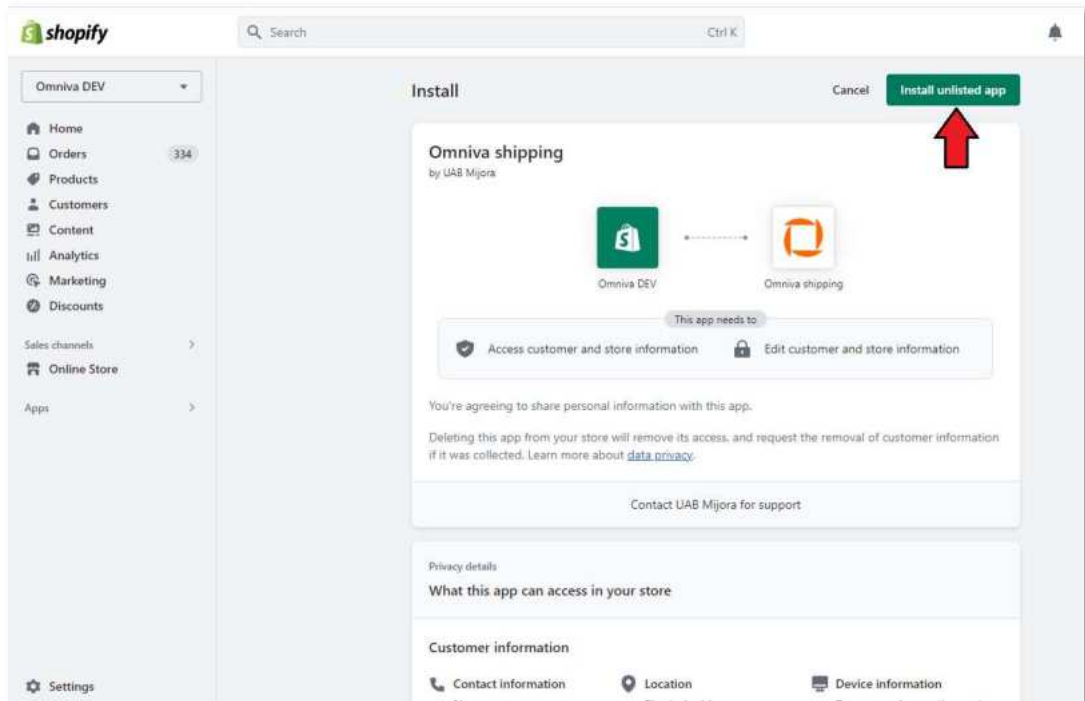 shopify
Search
Ctrl K
Omniva DEV
Home
Orders 334
Products
Customers
Content
Analytics
Marketing
Discounts
Sales channels
Online Store
Apps
Settings
Install
Cancel
Install unlisted app
Omniva shipping
by UAB Mijora
Omniva DEV
Omniva shipping
This app needs to
Access customer and store information
Edit customer and store information
You're agreeing to share personal information with this app.
Deleting this app from your store will remove its access, and request the removal of customer information
if it was collected. Learn more about data privacy.
Contact UAB Mijora for support
Privacy details
What this app can access in your store
Customer information
Contact information
Location
Device information